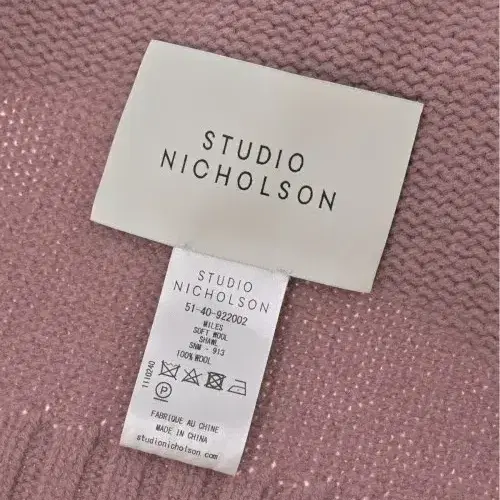 STUDIO
NICHOLSON
STUDIO
NICHOLSON
51-40-922002
MILES
SOFT WOOL
SHAWL
SNM - 913
100% WOOL
1110240
P
FABRIQUE AU CHINE
MADE IN CHINA
studionicholson.com